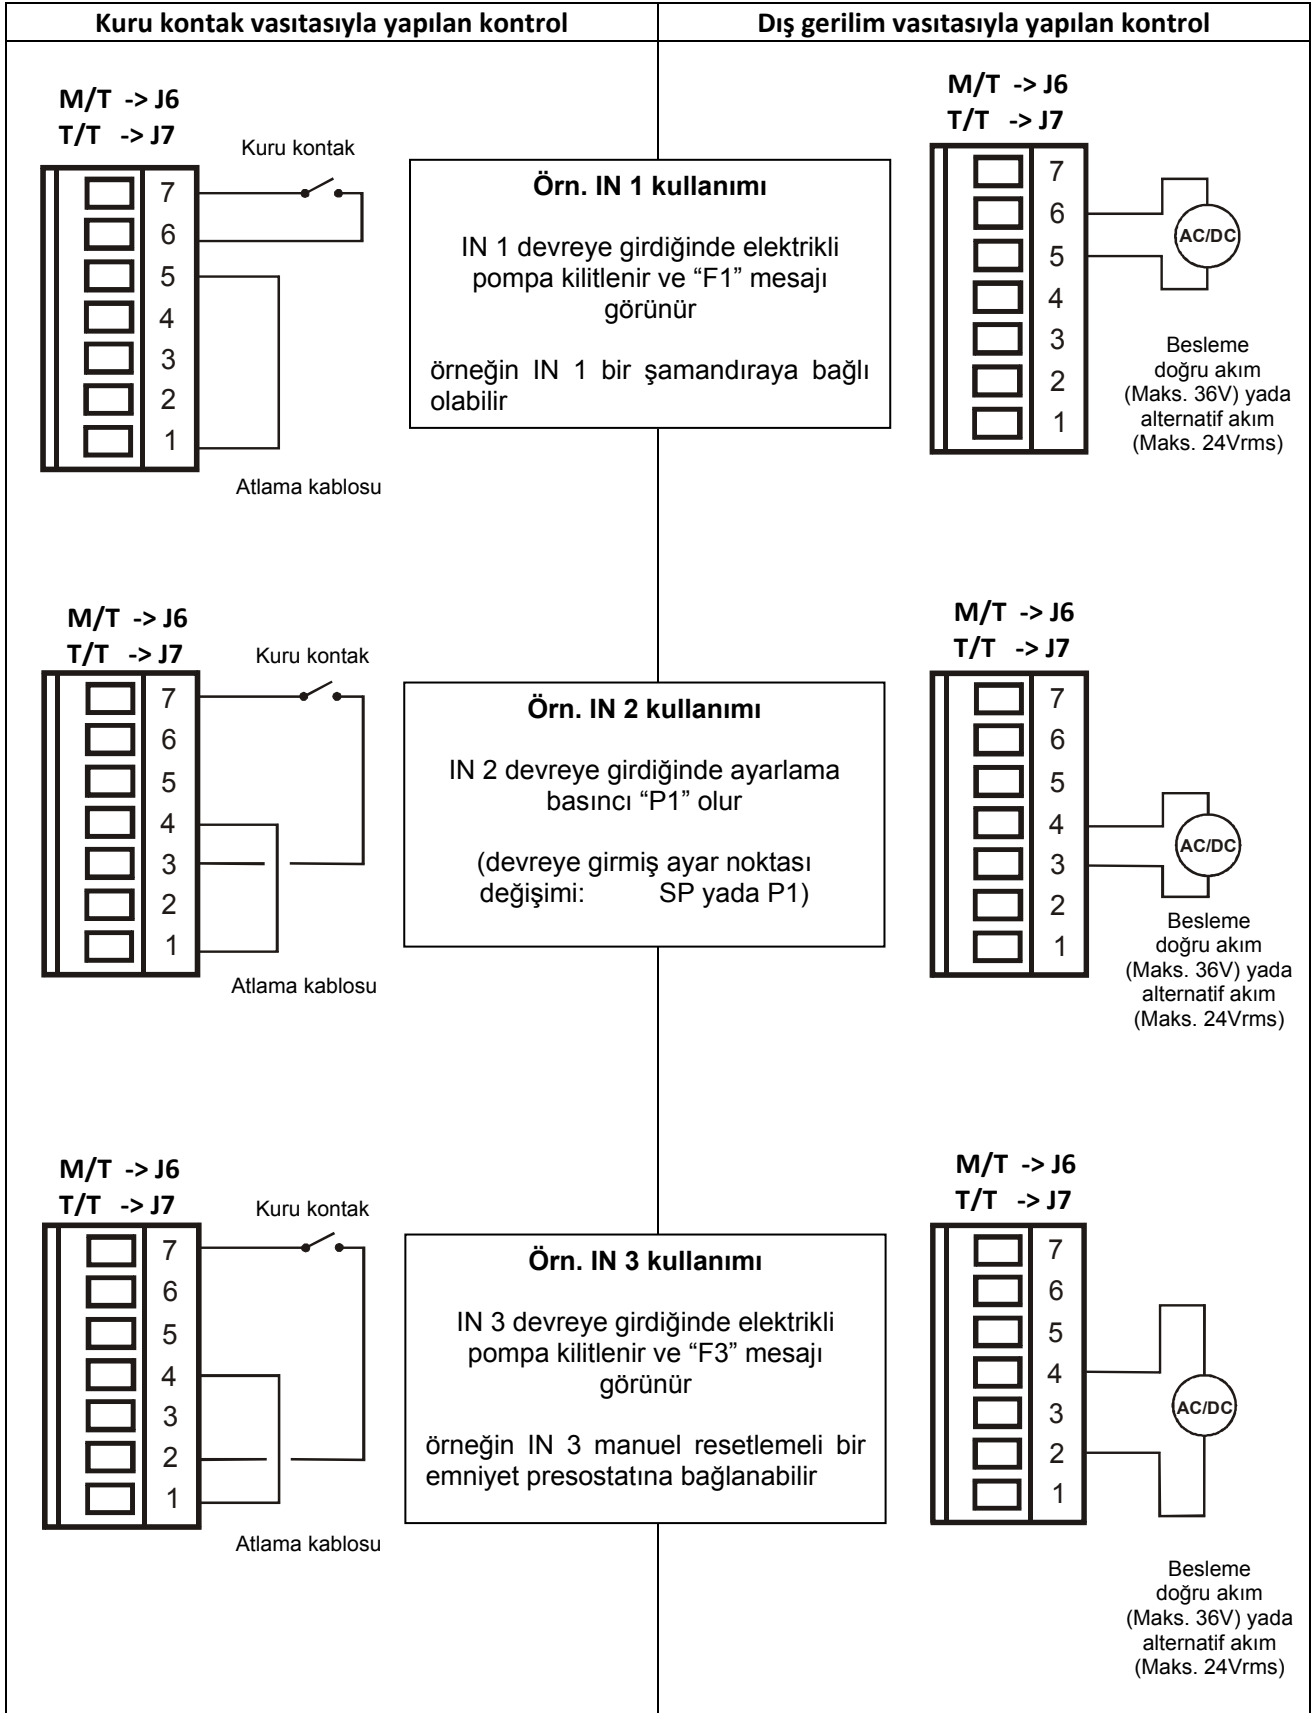 Kuru kontak vasıtasıyla yapılan kontrol
Dış gerilim vasıtasıyla yapılan kontrol
M/T -> J6
T/T -> J7
Kuru kontak
7
6
5
4
3
2
1
Atlama kablosu
Örn. IN 1 kullanımı
IN 1 devreye girdiğinde elektrikli
pompa kilitlenir ve “F1” mesajı
görünür
örneğin IN 1 bir şamandıraya bağlı
olabilir
M/T -> J6
T/T -> J7
7
6
5
4
3
2
1
AC/DC
Besleme
doğru akım
(Maks. 36V) yada
alternatif akım
(Maks. 24Vrms)
M/T -> J6
T/T -> J7
Kuru kontak
7
6
5
4
3
2
1
Atlama kablosu
Örn. IN 2 kullanımı
IN 2 devreye girdiğinde ayarlama
basıncı “P1” olur
(devreye girmiş ayar noktası
değişimi: SP yada P1)
M/T -> J6
T/T -> J7
7
6
5
4
3
2
1
AC/DC
Besleme
doğru akım
(Maks. 36V) yada
alternatif akım
(Maks. 24Vrms)
M/T -> J6
T/T -> J7
Kuru kontak
7
6
5
4
3
2
1
Atlama kablosu
Örn. IN 3 kullanımı
IN 3 devreye girdiğinde elektrikli
pompa kilitlenir ve “F3” mesajı
görünür
örneğin IN 3 manuel resetlemeli bir
emniyet presostatına bağlanabilir
M/T -> J6
T/T -> J7
7
6
5
4
3
2
1
AC/DC
Besleme
doğru akım
(Maks. 36V) yada
alternatif akım
(Maks. 24Vrms)